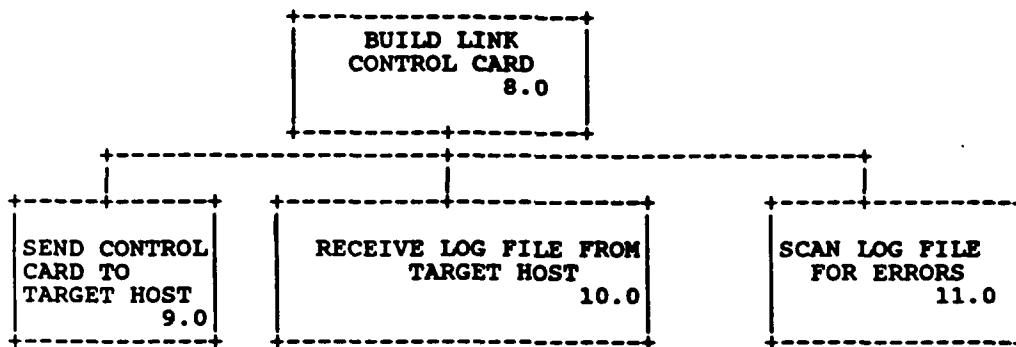 BUILD LINK
CONTROL CARD
8.0
SEND CONTROL
CARD TO
TARGET HOST
9.0
RECEIVE LOG FILE FROM
TARGET HOST
10.0
SCAN LOG FILE
FOR ERRORS
11.0